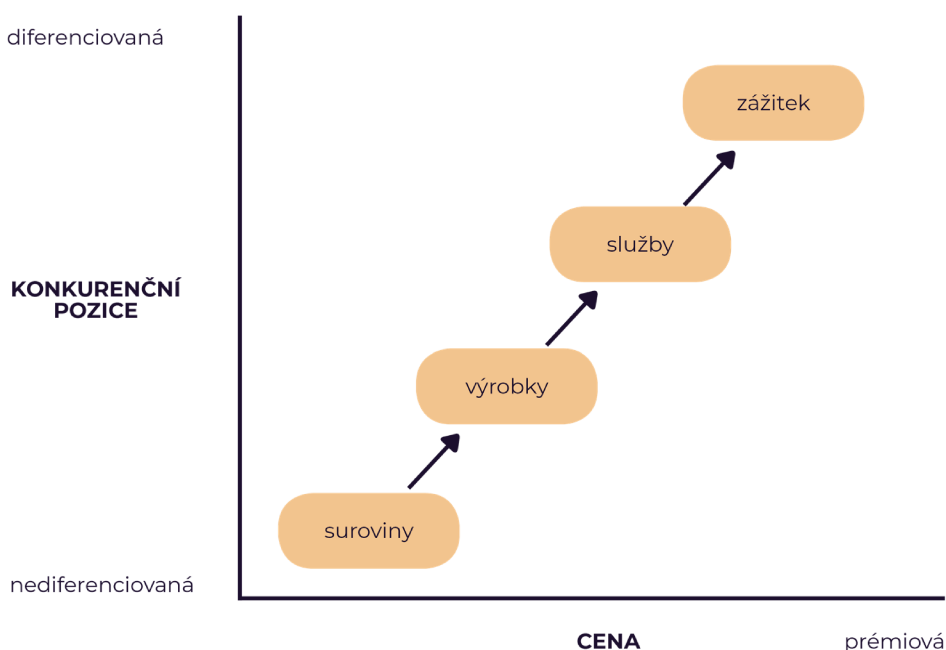 diferenciovaná
zážitek
služby
KONKURENČNÍ
POZICE
výrobky
suroviny
nediferenciovaná
CENA
prémiová